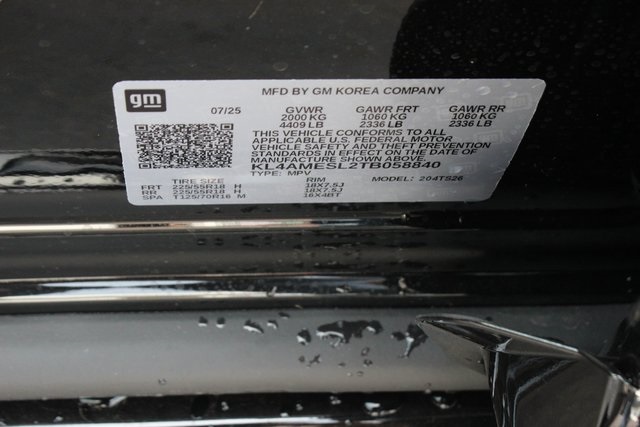 gm
MFD BY GM KOREA COMPANY
07/25 GVWR GAWR FRT GAWR RR
2000 KG 1060 KG 1060 KG
4409 LB 2336 LB 2336 LB
THIS VEHICLE CONFORMS TO ALL
APPLICABLE U.S. FEDERAL MOTOR
VEHICLE SAFETY AND THEFT PREVENTION
STANDARDS IN EFFECT ON THE DATE OF
MANUFACTURE SHOWN ABOVE.
KL4AMESL2TB058840
TYPE: MPV MODEL: 204TS26
TIRE SIZE RIM
FRT 225/55R18 H 18X7.5J
RR 225/55R18 H 18X7.5J
SPA T125/70R16 M 16X4BT